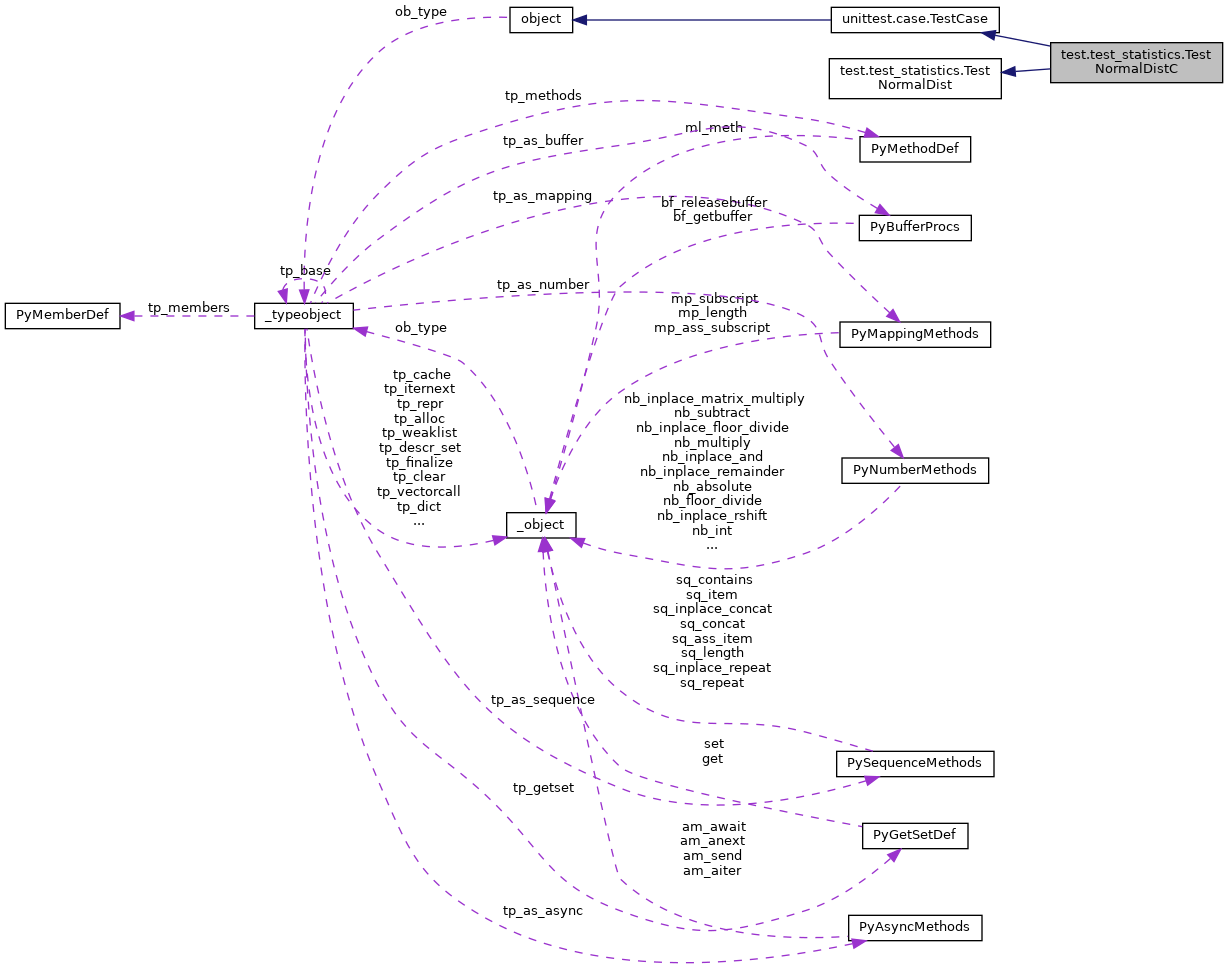 ob_type
object
unittest.case.TestCase
test.test_statistics.Test
NormalDistC
test.test_statistics.Test
NormalDist
tp_methods
ml_meth
tp_as_buffer
PyMethodDef
tp_as_mapping
bf_releasebuffer
bf_getbuffer
PyBufferProcs
tp_base
tp_as_number
mp_subscript
mp_length
mp_ass_subscript
PyMemberDef
tp_members
_typeobject
ob_type
PyMappingMethods
tp_cache
tp_iternext
tp_repr
tp_alloc
tp_weaklist
tp_descr_set
tp_finalize
tp_clear
tp_vectorcall
tp_dict
...
nb_inplace_matrix_multiply
nb_subtract
nb_inplace_floor_divide
nb_multiply
nb_inplace_and
nb_inplace_remainder
nb_absolute
nb_floor_divide
nb_inplace_rshift
nb_int
...
PyNumberMethods
_object
sq_contains
sq_item
sq_inplace_concat
sq_concat
sq_ass_item
sq_length
sq_inplace_repeat
sq_repeat
tp_as_sequence
set
get
PySequenceMethods
tp_getset
am_await
am_anext
am_send
am_aiter
PyGetSetDef
tp_as_async
PyAsyncMethods